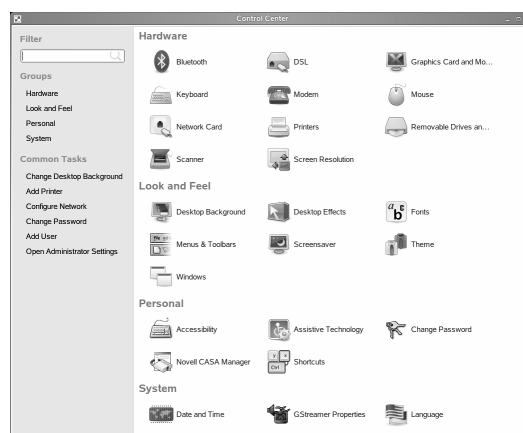 Control Center
Filter
Groups
Hardware
Look and Feel
Personal
System
Common Tasks
Change Desktop Background
Add Printer
Configure Network
Change Password
Add User
Open Administrator Settings
Hardware
Bluetooth
DSL
Graphics Card and Mo...
Keyboard
Modem
Mouse
Network Card
Printers
Removable Drives an...
Scanner
Screen Resolution
Look and Feel
Desktop Background
Desktop Effects
Fonts
Menus & Toolbars
Screensaver
Theme
Windows
Personal
Accessibility
Assistive Technology
Change Password
Novell CASA Manager
Shortcuts
System
Date and Time
GStreamer Properties
Language